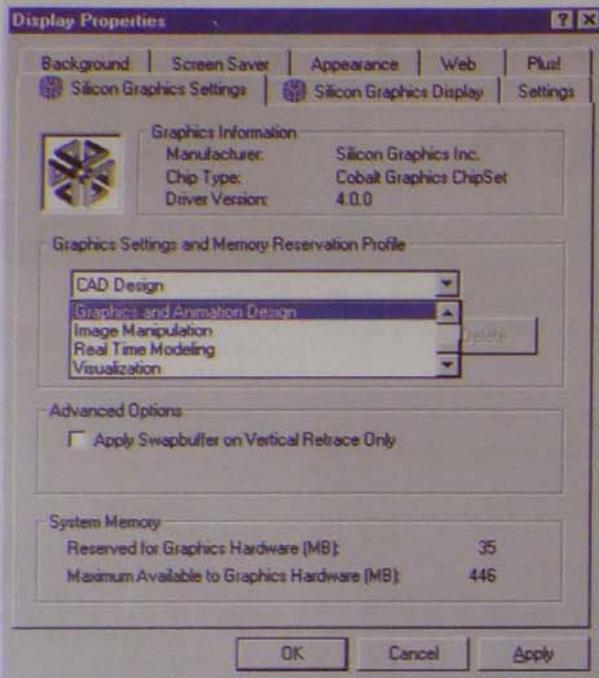 Display Properties
Background Screen Saver Appearance Web Plus!
Silicon Graphics Settings Silicon Graphics Display Settings
Graphics Information
Manufacturer: Silicon Graphics Inc.
Chip Type: Cobalt Graphics ChipSet
Driver Version: 4.0.0
Graphics Settings and Memory Reservation Profile
CAD Design
Graphics and Animation Design
Image Manipulation
Real Time Modeling
Visualization
Delete
Advanced Options
Apply Swapbuffer on Vertical Retrace Only
System Memory
Reserved for Graphics Hardware (MB): 35
Maximum Available to Graphics Hardware (MB): 446
OK Cancel Apply